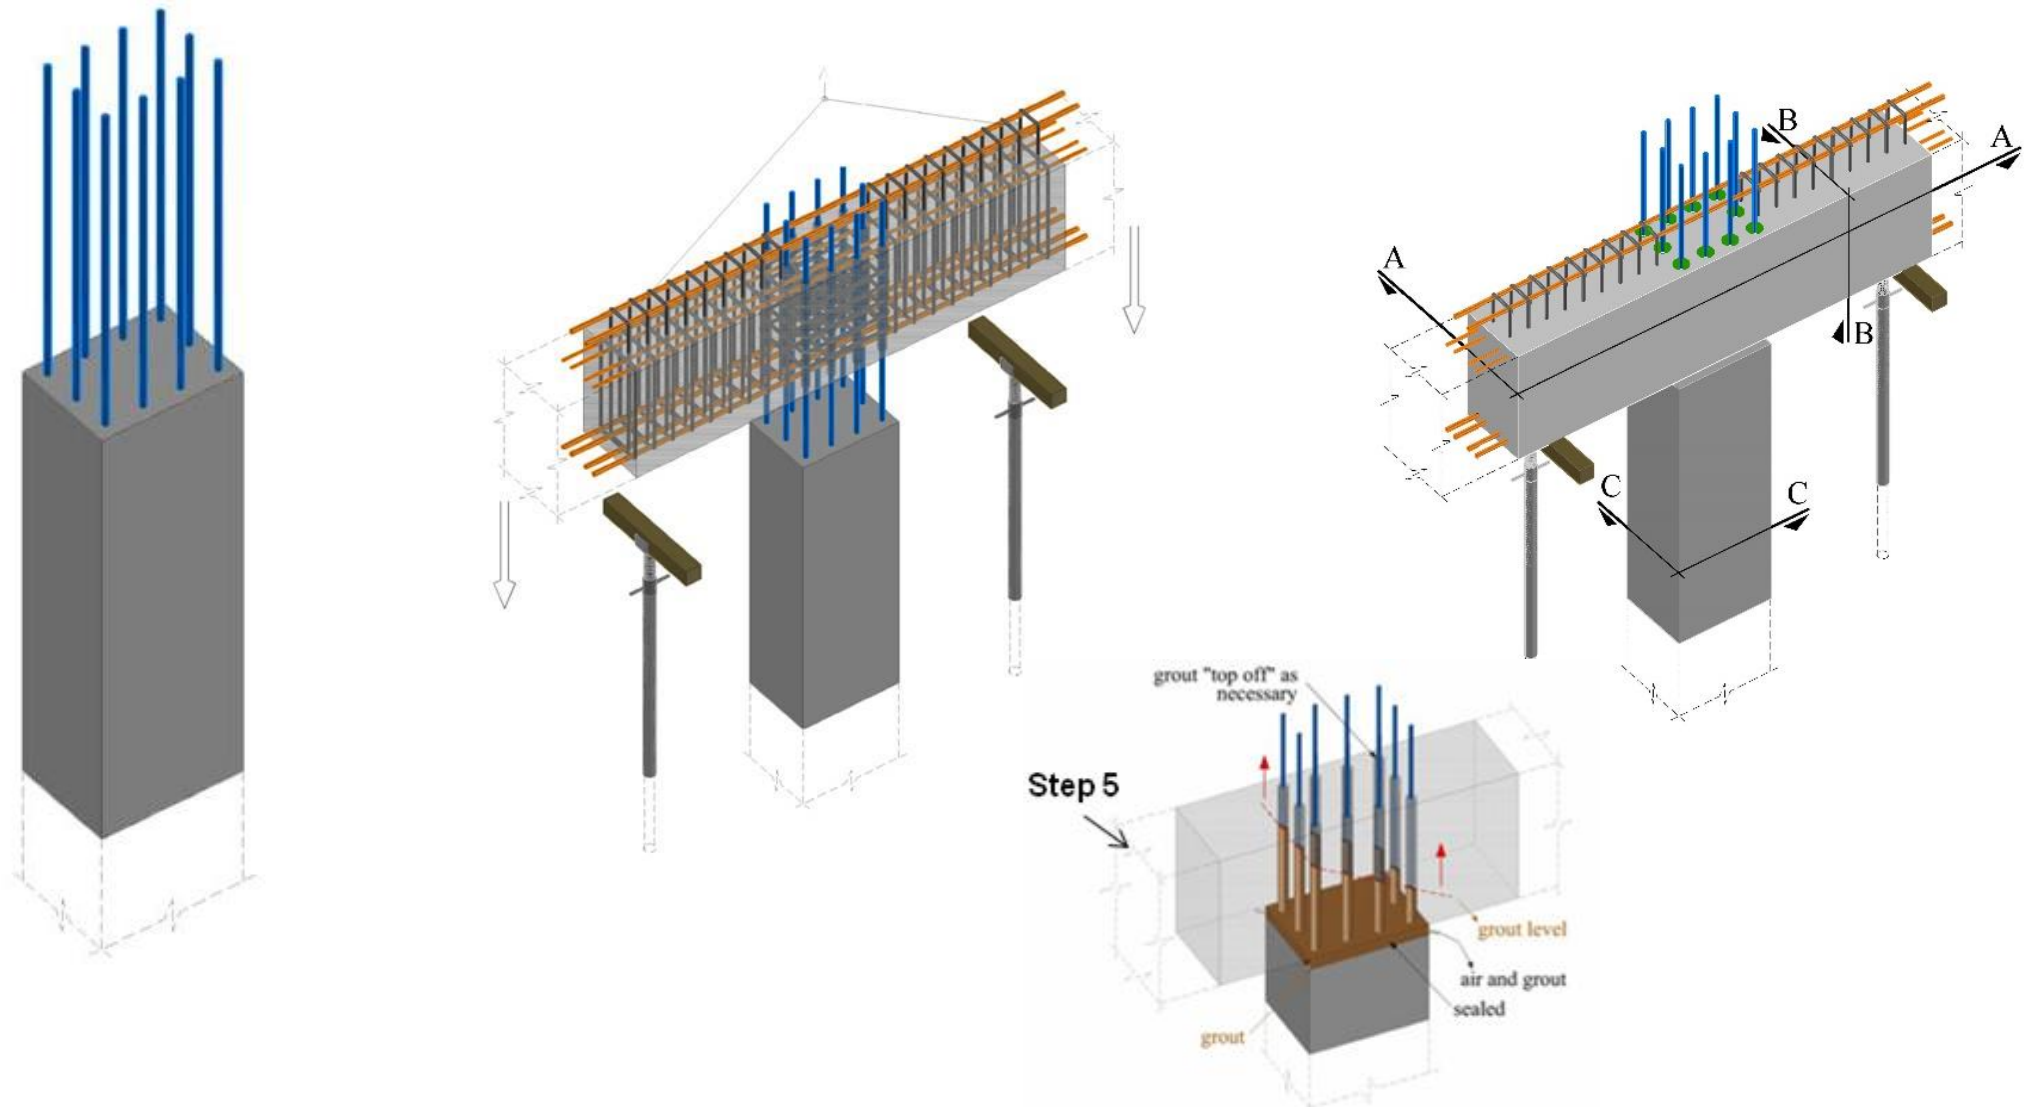 B
A
A
B
C
C
grout "top off" as
necessary
Step 5
grout level
air and grout
sealed
grout